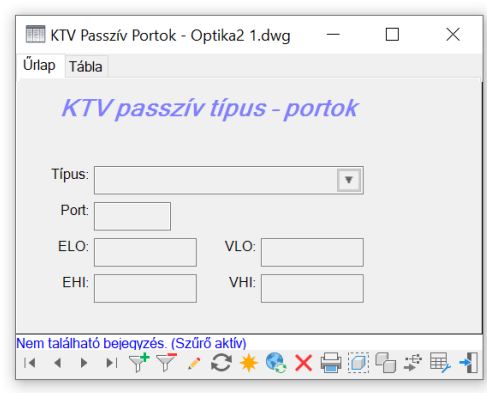 KTV Passzív Portok - Optika2 1.dwg
Űrlap Tábla
KTV passzív típus - portok
Típus:
Port:
ELO: VLO:
EHI: VHI:
Nem található bejegyzés. (Szűrő aktív)